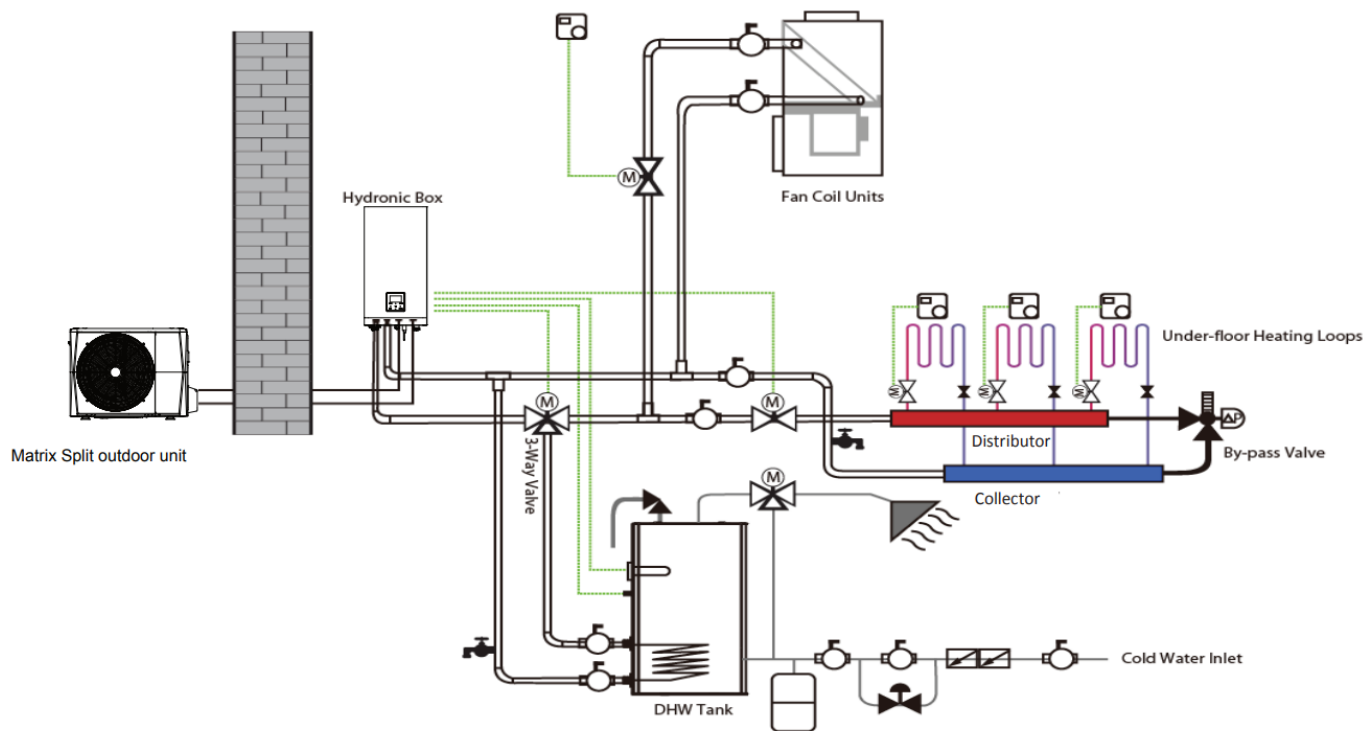 M
Hydronic Box
Fan Coil Units
M
M
Under-floor Heating Loops
M
M
M
Distributor
ΔP
By-pass Valve
Matrix Split outdoor unit
3-Way Valve
M
Collector
Cold Water Inlet
DHW Tank